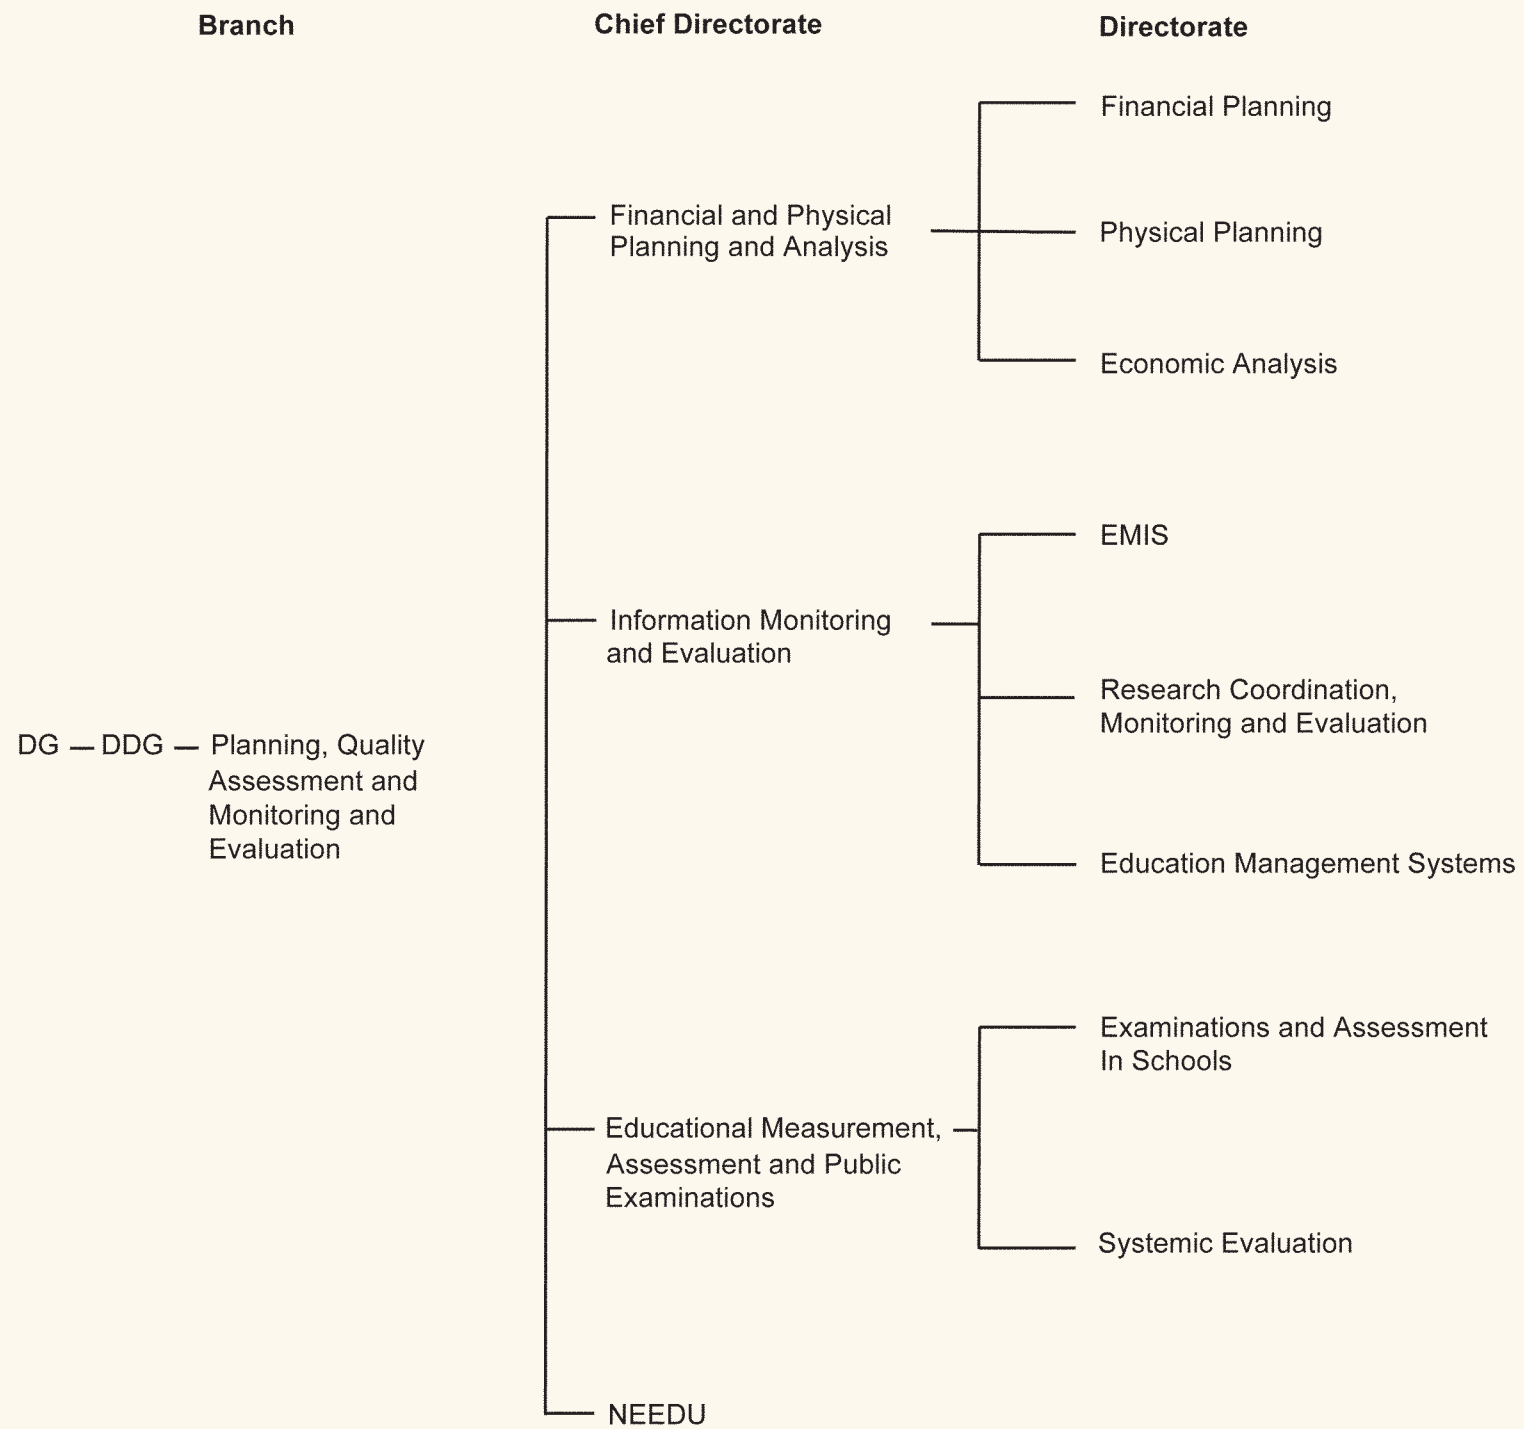 Branch
Chief Directorate
Directorate
Financial Planning
Financial and Physical
Planning and Analysis
Physical Planning
Economic Analysis
EMIS
Information Monitoring
and Evaluation
Research Coordination,
Monitoring and Evaluation
DG — DDG — Planning, Quality
Assessment and
Monitoring and
Evaluation
Education Management Systems
Examinations and Assessment
In Schools
Educational Measurement,
Assessment and Public
Examinations
Systemic Evaluation
NEEDU